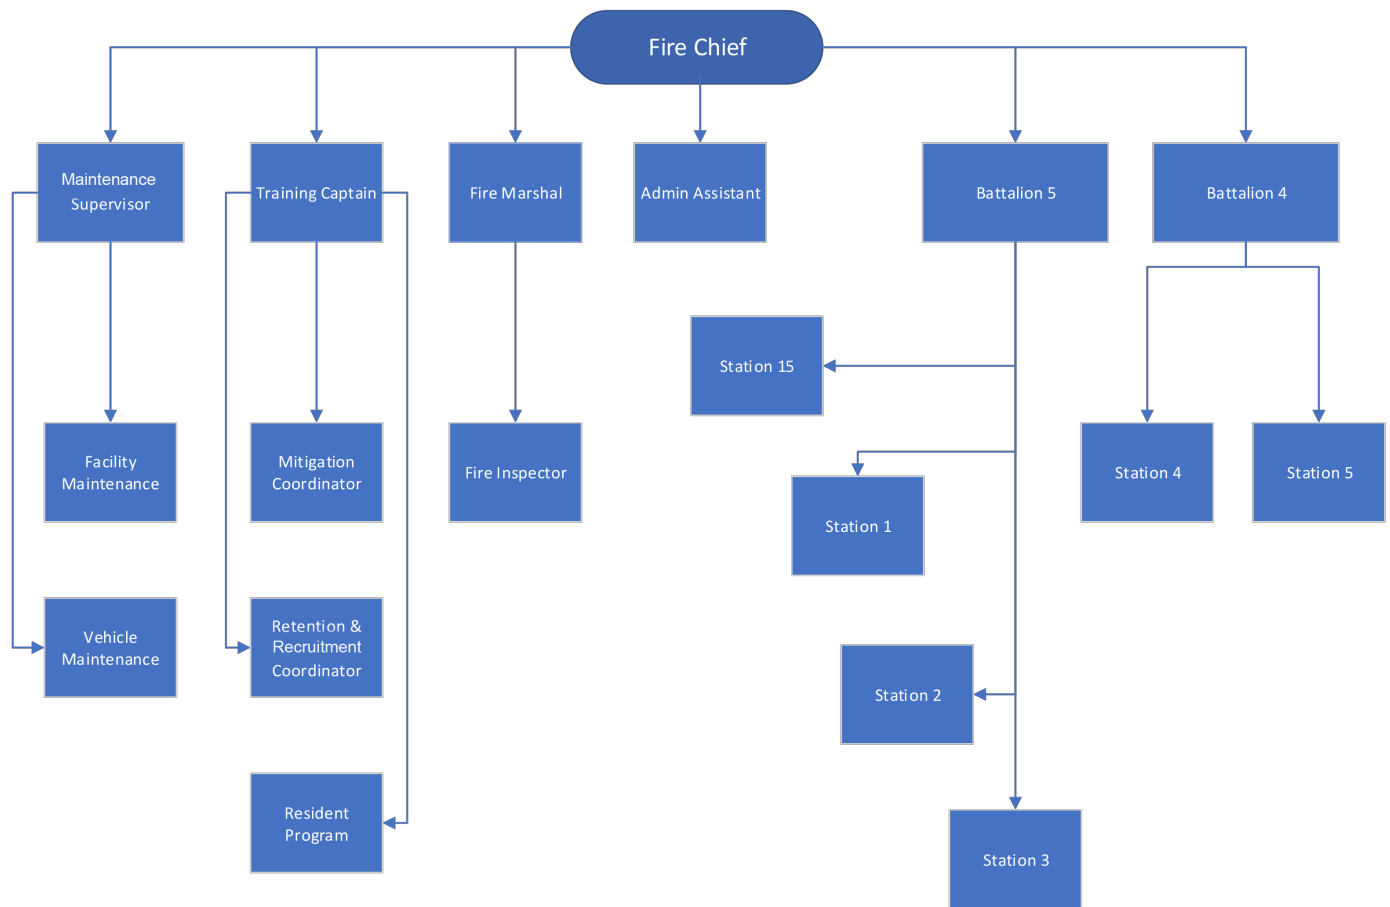 Fire Chief
Maintenance
Supervisor
Training Captain
Fire Marshal
Admin Assistant
Battalion 5
Battalion 4
Station 15
Facility
Maintenance
Mitigation
Coordinator
Fire Inspector
Station 4
Station 5
Station 1
Vehicle
Maintenance
Retention &
Recruitment
Coordinator
Station 2
Resident
Program
Station 3